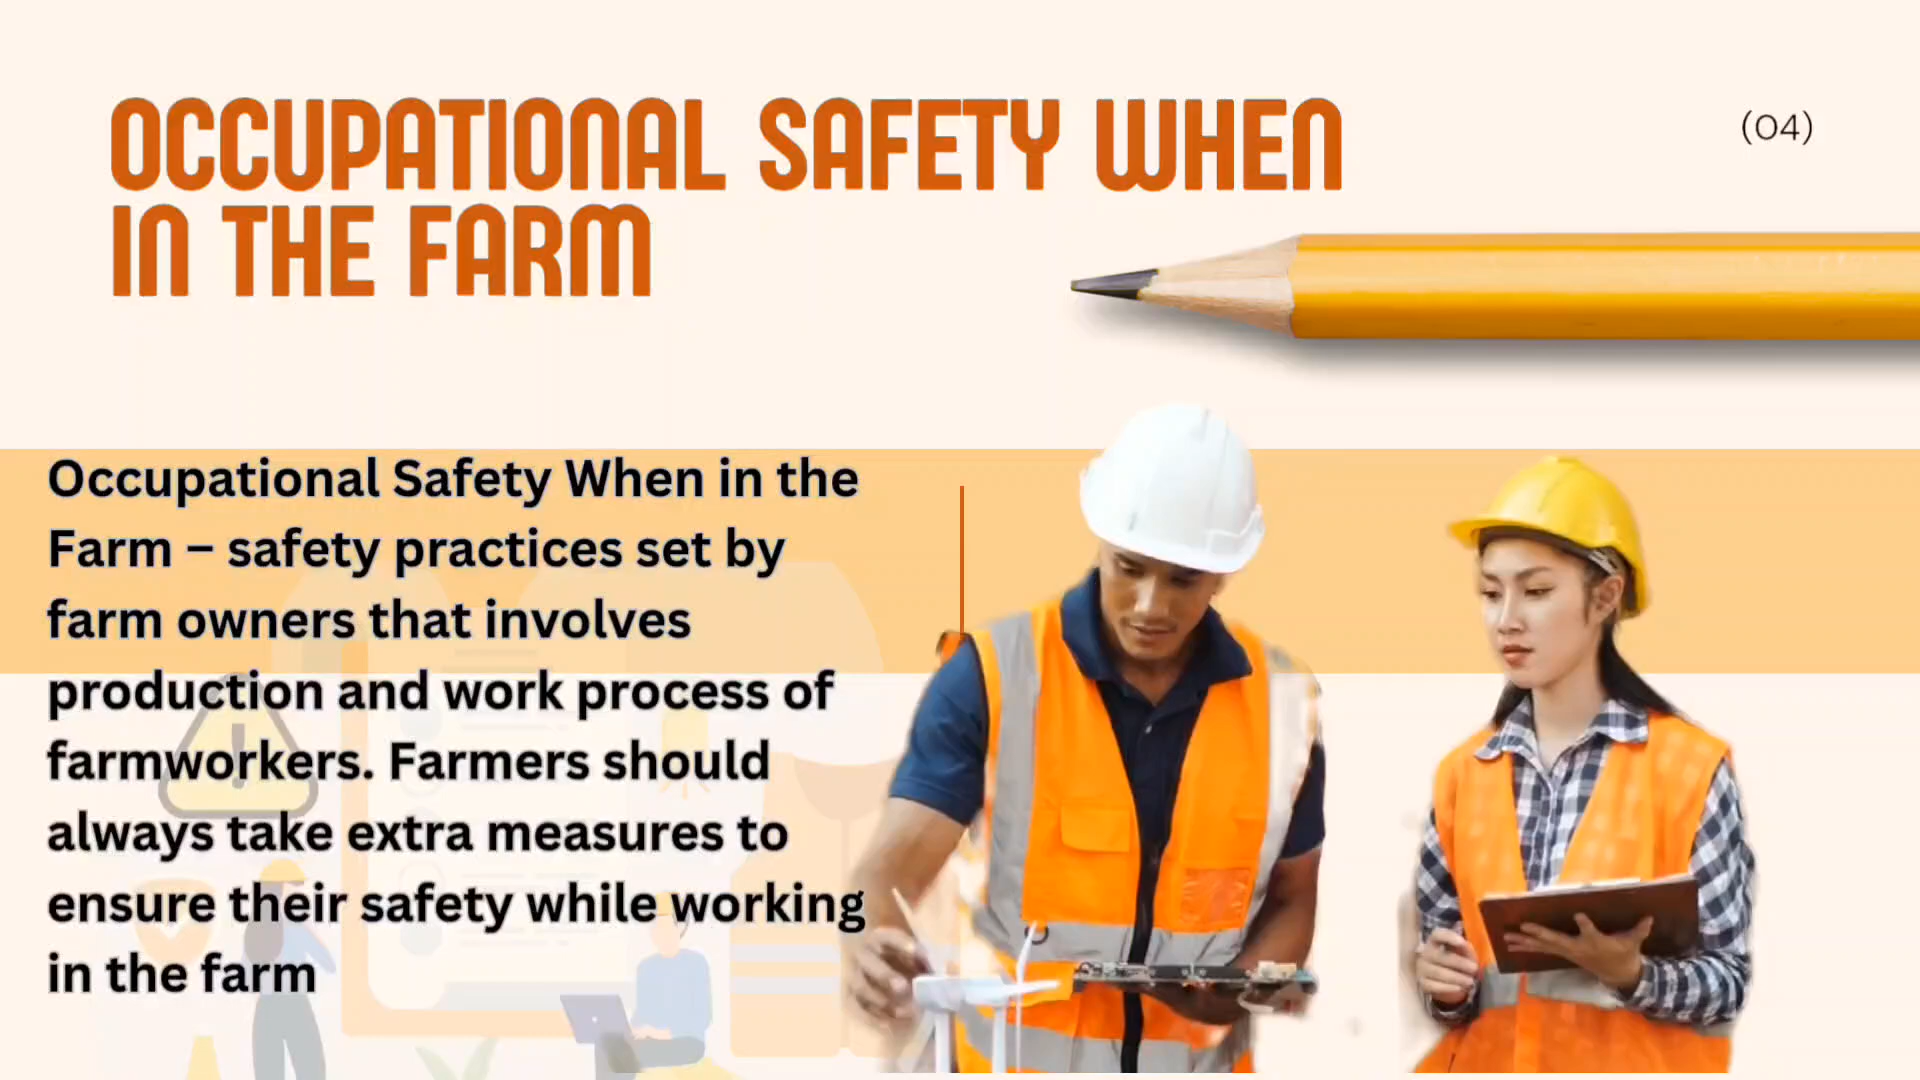 OCCUPATIONAL SAFETY WHEN
IN THE FARM
(04)
Occupational Safety When in the
Farm – safety practices set by
farm owners that involves
production and work process of
farmworkers. Farmers should
always take extra measures to
ensure their safety while working
in the farm